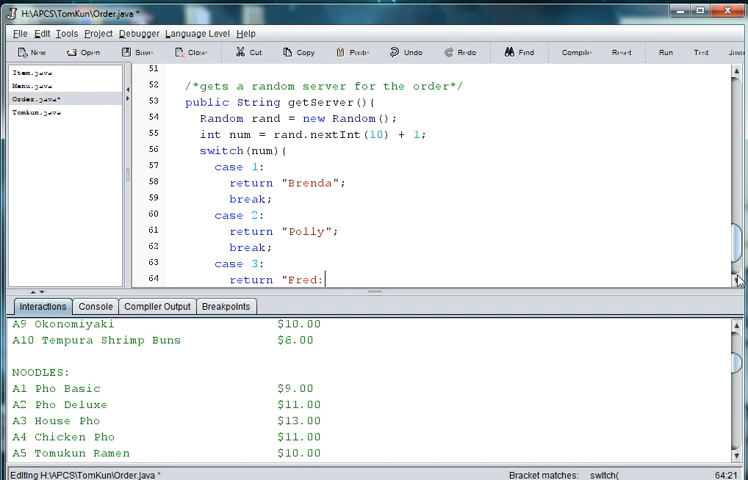 H:\APCS\TomKun\Order.java *
File Edit Tools Project Debugger Language Level Help
New Open Save Close Cut Copy Paste Undo Redo Find Compile Reset Run Test
Item.java
Menu.java
Order.java*
Tomkun.java
51
52 /*gets a random server for the order*/
53 public String getServer(){
54 Random rand = new Random();
55 int num = rand.nextInt(10) + 1;
56 switch(num){
57 case 1:
58 return "Brenda";
59 break;
60 case 2:
61 return "Polly";
62 break;
63 case 3:
64 return "Fred:
Interactions Console Compiler Output Breakpoints
A9 Okonomiyaki $10.00
A10 Tempura Shrimp Buns $6.00
NOODLES:
A1 Pho Basic $9.00
A2 Pho Deluxe $11.00
A3 House Pho $13.00
A4 Chicken Pho $11.00
A5 Tomukun Ramen $10.00
Editing H:\APCS\TomKun\Order.java * Bracket matches: switch( 64:21